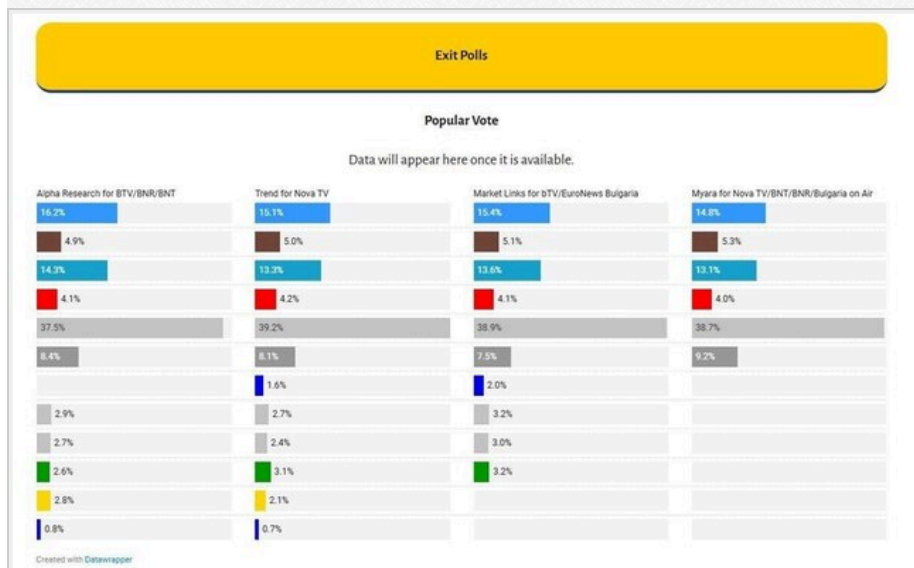 Exit Polls
Popular Vote
Data will appear here once it is available.
Alpha Research for BTV/BNR/BNT Trend for Nova TV Market Links for bTV/EuroNews Bulgaria Myara for Nova TV/BNT/BNR/Bulgaria on Air
16.2% 15.1% 15.4% 14.8%
4.9% 5.0% 5.1% 5.3%
14.3% 13.3% 13.6% 13.1%
4.1% 4.2% 4.1% 4.0%
37.5% 39.2% 38.9% 38.7%
8.4% 8.1% 7.5% 9.2%
1.6% 2.0%
2.9% 2.7% 3.2%
2.7% 2.4% 3.0%
2.6% 3.1% 3.2%
2.8% 2.1%
0.8% 0.7%
Created with Datawrapper